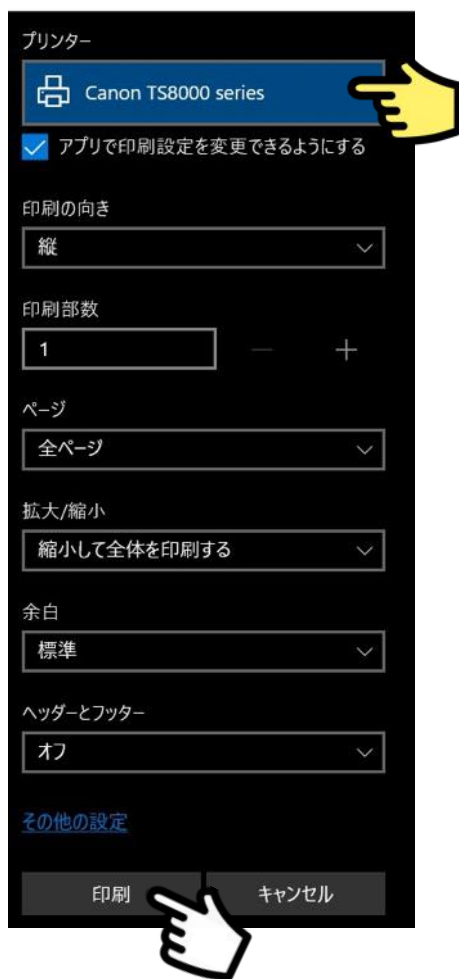 プリンター
Canon TS8000 series
アプリで印刷設定を変更できるようにする
印刷の向き
縦
印刷部数
1
ページ
全ページ
拡大/縮小
縮小して全体を印刷する
余白
標準
ヘッダーとフッター
オフ
その他の設定
印刷 キャンセル